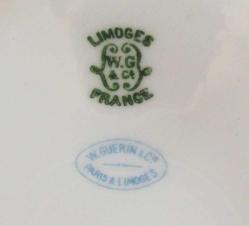 LIMOGES
W.G
& Co
FRANCE
W. GUERIN & Co
PARIS & LIMOGES